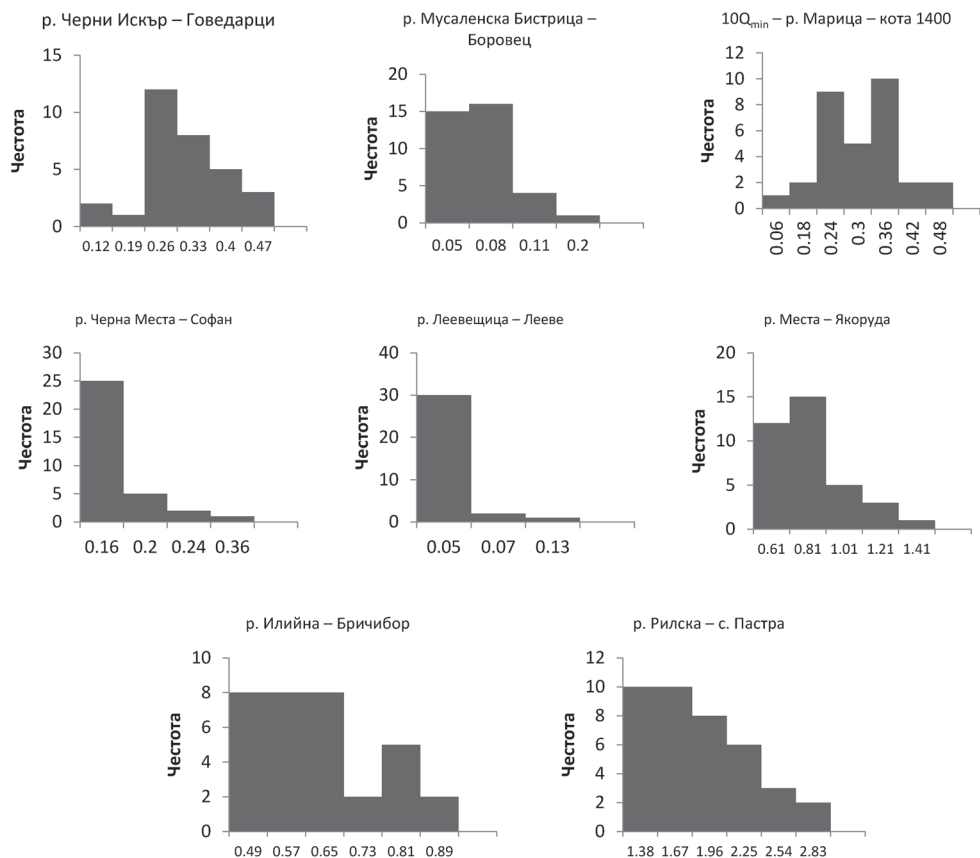 р. Черни Искър – Говедарци
15
10
5
0
Честота
0.12 0.19 0.26 0.33 0.4 0.47
р. Мусаленска Бистрица –
Боровец
20
15
10
5
0
Честота
0.05 0.08 0.11 0.2
10Qmin – р. Марица – кота 1400
12
10
8
6
4
2
0
Честота
0.06 0.18 0.24 0.3 0.36 0.42 0.48
р. Черна Места – Софан
30
25
20
15
10
5
0
Честота
0.16 0.2 0.24 0.36
р. Леевещица – Лееве
40
30
20
10
0
Честота
0.05 0.07 0.13
р. Места – Якоруда
20
15
10
5
0
Честота
0.61 0.81 1.01 1.21 1.41
р. Илийна – Бричибор
10
8
6
4
2
0
Честота
0.49 0.57 0.65 0.73 0.81 0.89
р. Рилска – с. Пастра
12
10
8
6
4
2
0
Честота
1.38 1.67 1.96 2.25 2.54 2.83